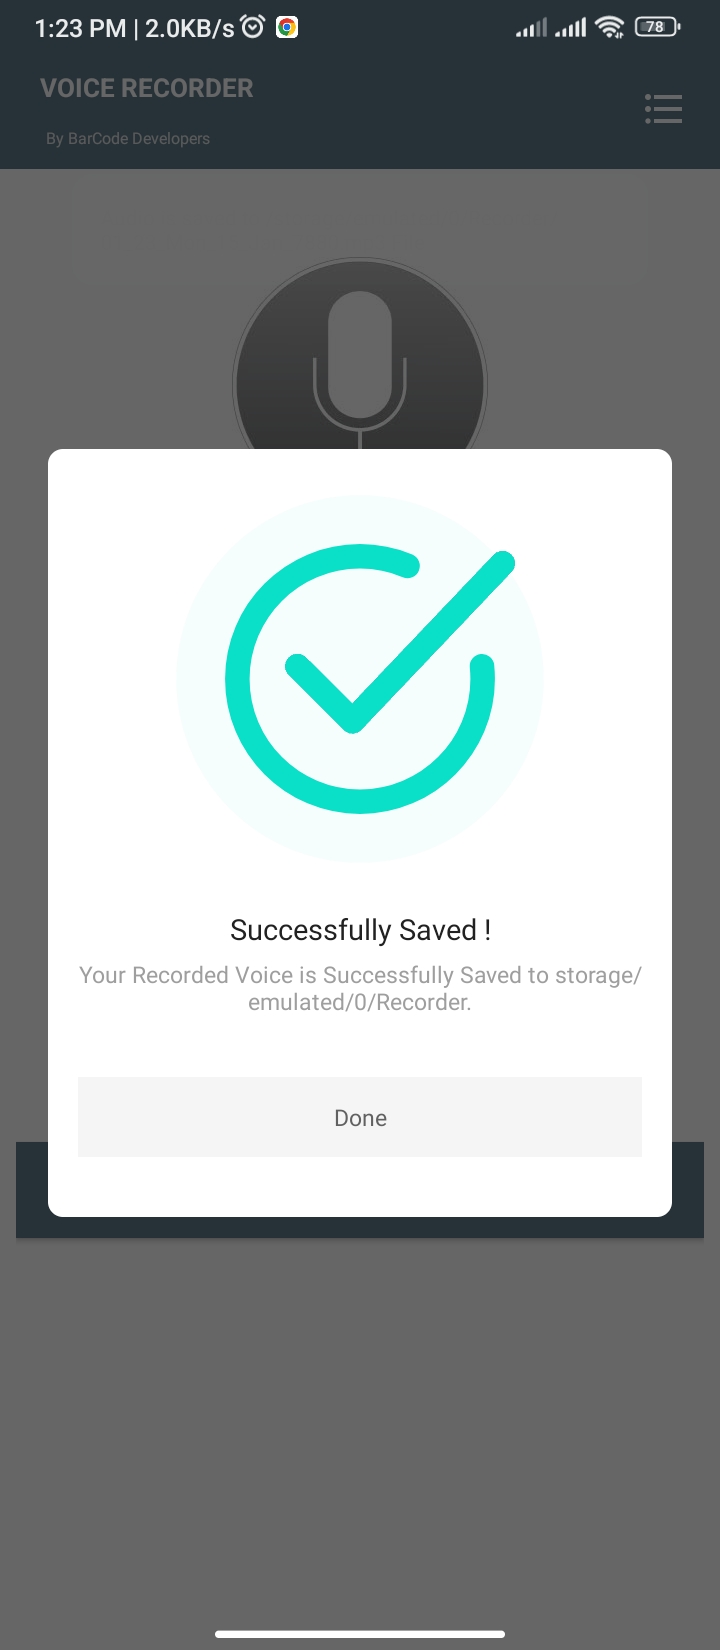 1:23 PM | 2.0KB/s
78
VOICE RECORDER
By BarCode Developers
Successfully Saved !
Your Recorded Voice is Successfully Saved to storage/
emulated/0/Recorder.
Done